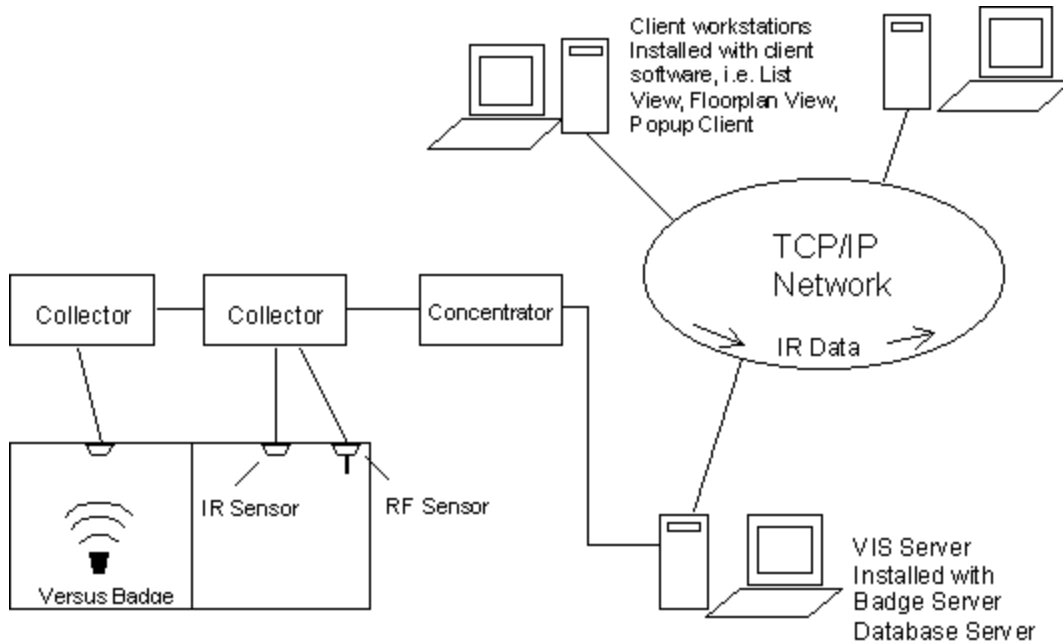 Client workstations
Installed with client
software, i.e. List
View, Floorplan View,
Popup Client
TCP/IP
Network
IR Data
Collector
Collector
Concentrator
IR Sensor
RF Sensor
Versus Badge
VIS Server
Installed with
Badge Server
Database Server